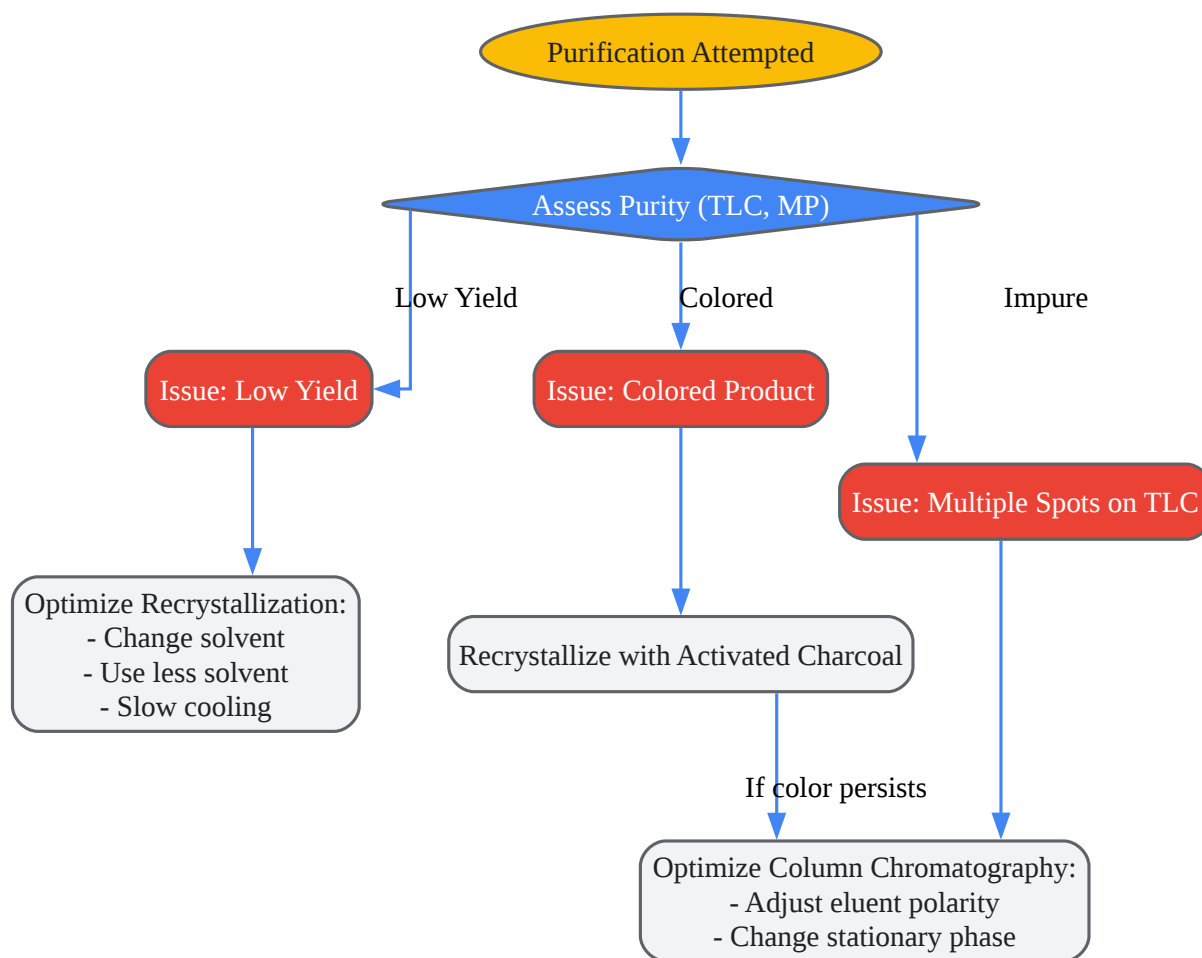 Purification Attempted
Assess Purity (TLC, MP)
Low Yield
Colored
Impure
Issue: Low Yield
Issue: Colored Product
Issue: Multiple Spots on TLC
Optimize Recrystallization:
- Change solvent
- Use less solvent
- Slow cooling
Recrystallize with Activated Charcoal
If color persists
Optimize Column Chromatography:
- Adjust eluent polarity
- Change stationary phase